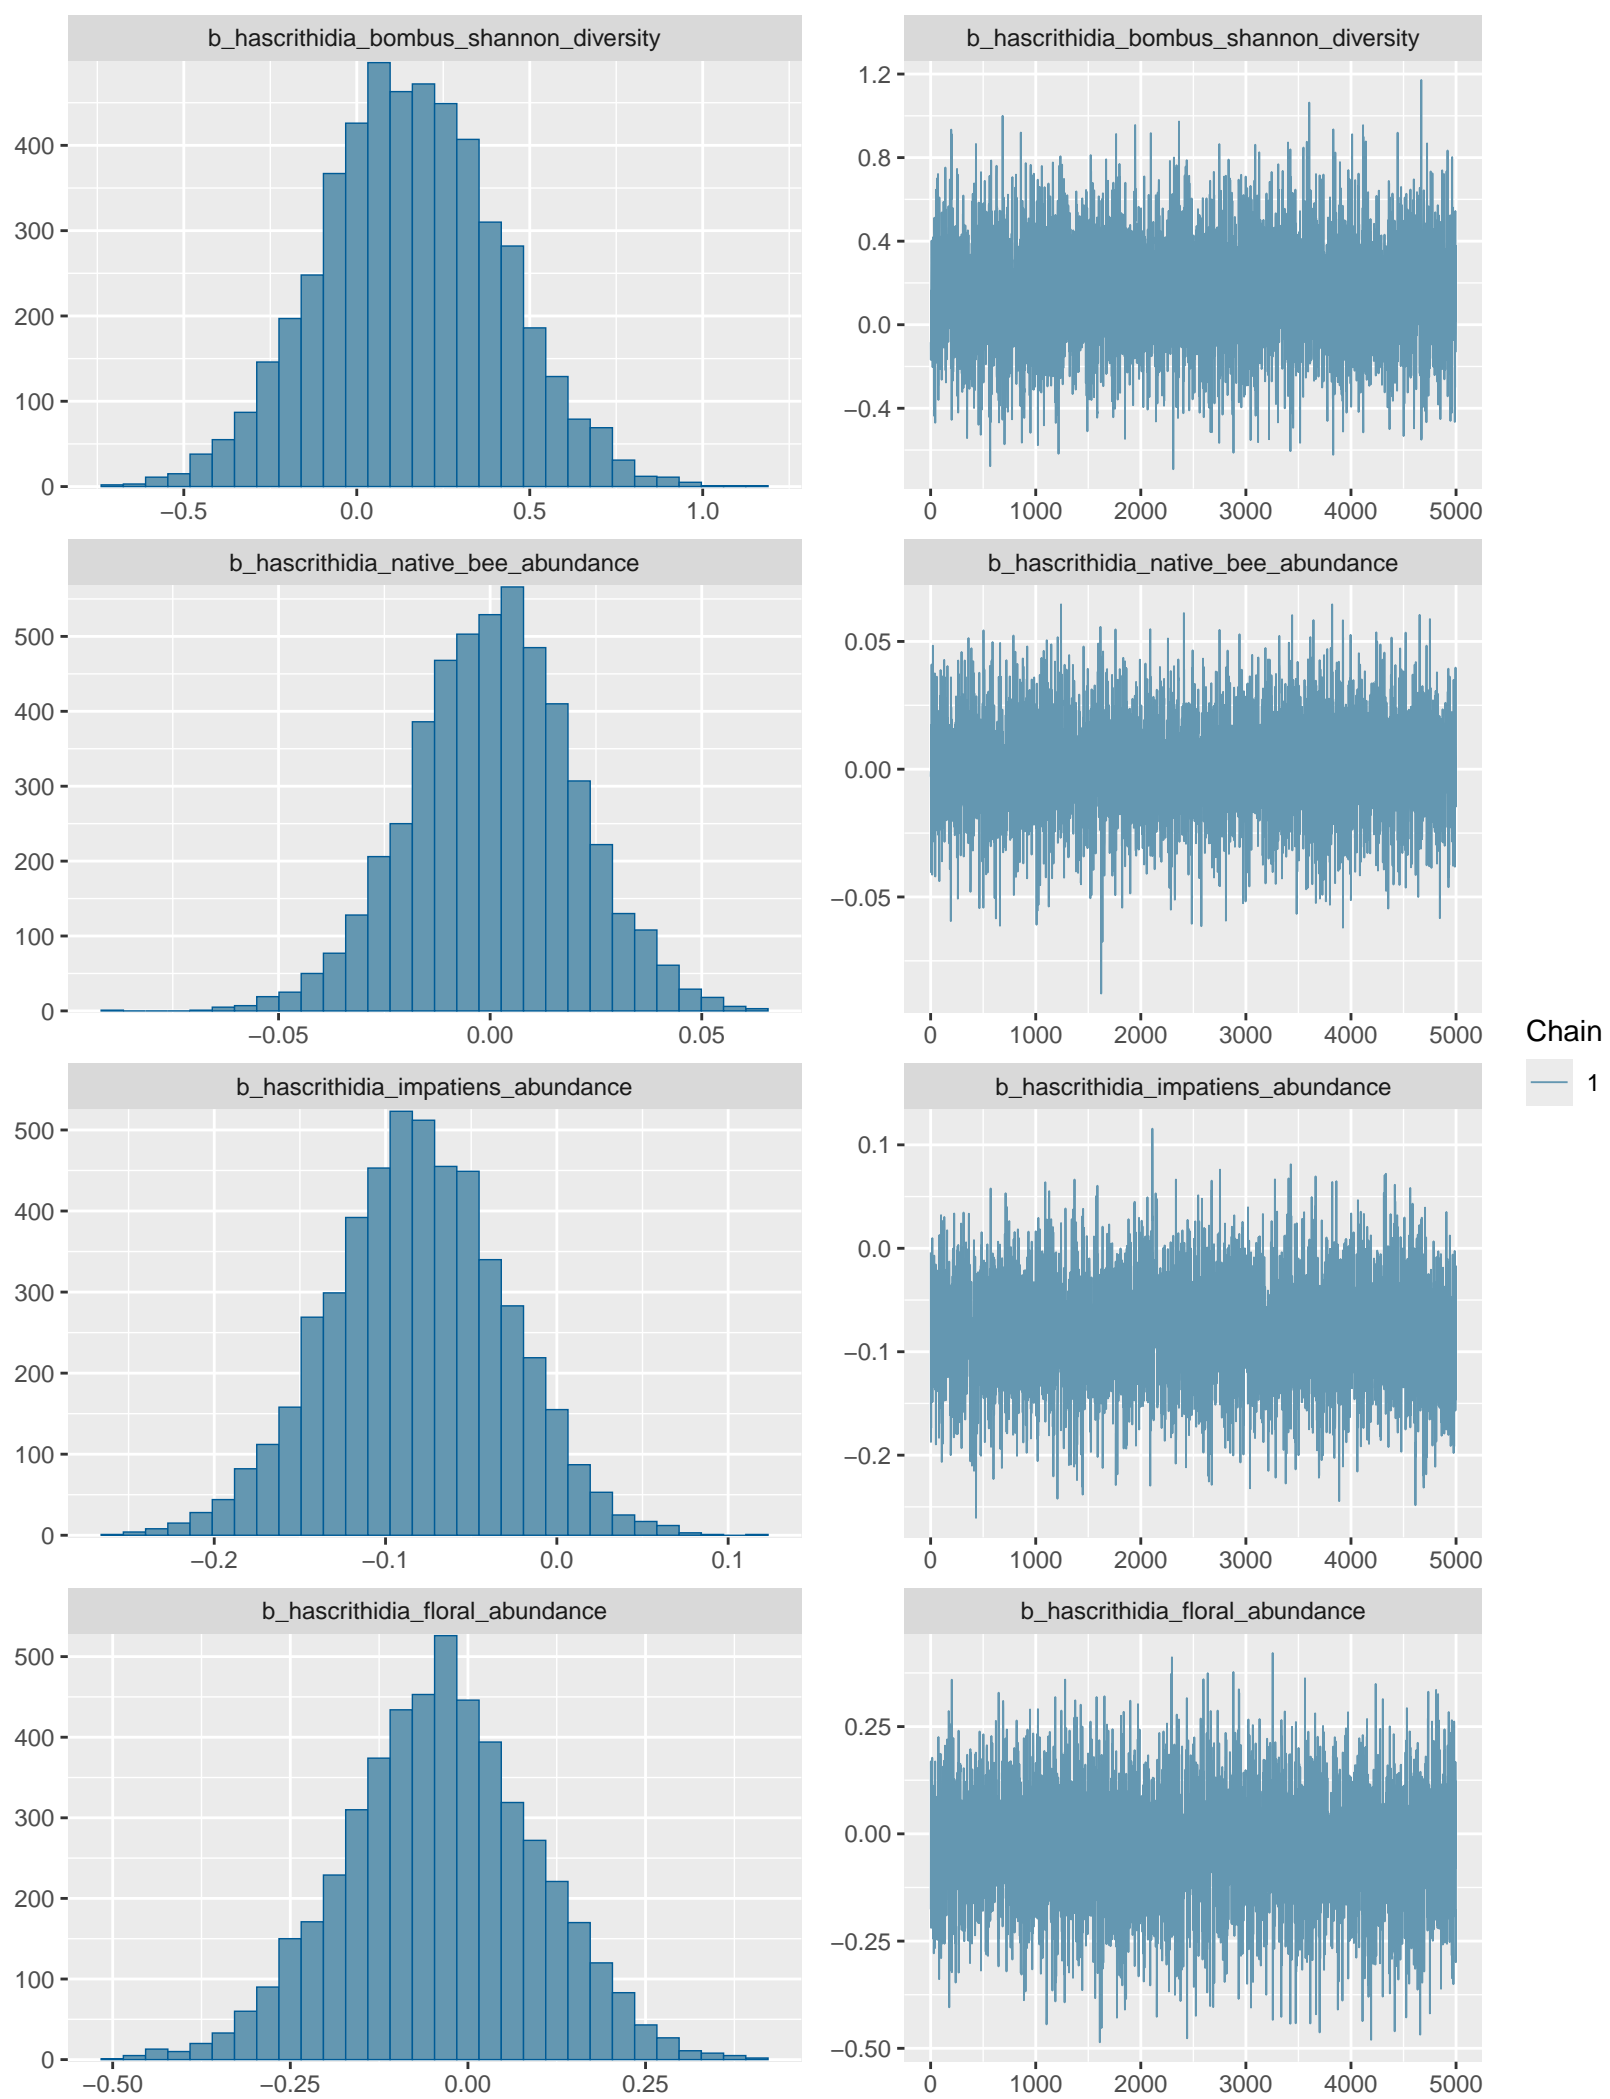 b_hascrithidia_bombus_shannon_diversity
400
300
200
100
0
−0.5 0.0 0.5 1.0
b_hascrithidia_bombus_shannon_diversity
1.2
0.8
0.4
0.0
−0.4
0 1000 2000 3000 4000 5000
b_hascrithidia_native_bee_abundance
500
400
300
200
100
0
−0.05 0.00 0.05
b_hascrithidia_native_bee_abundance
0.05
0.00
−0.05
0 1000 2000 3000 4000 5000
b_hascrithidia_impatiens_abundance
500
400
300
200
100
0
−0.2 −0.1 0.0 0.1
b_hascrithidia_impatiens_abundance
0.1
0.0
−0.1
−0.2
0 1000 2000 3000 4000 5000
b_hascrithidia_floral_abundance
500
400
300
200
100
0
−0.50 −0.25 0.00 0.25
b_hascrithidia_floral_abundance
0.25
0.00
−0.25
−0.50
0 1000 2000 3000 4000 5000
Chain
1